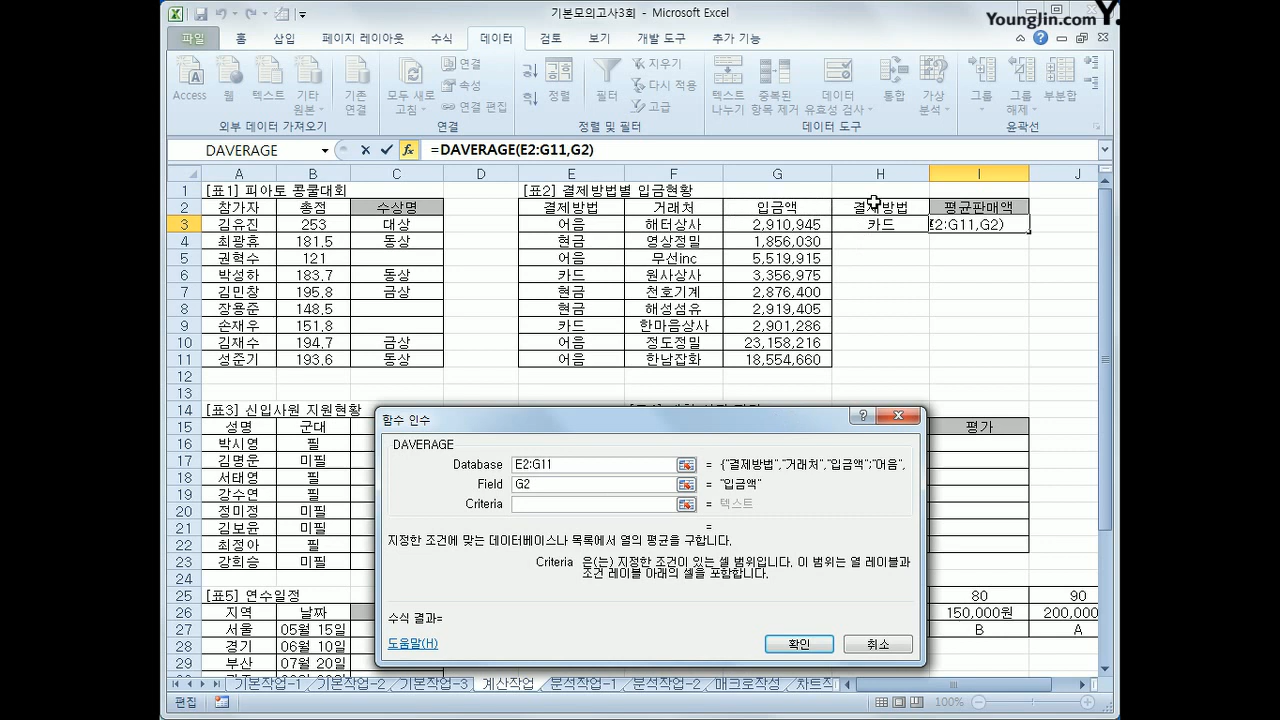 기본모의고사3회 - Microsoft Excel
YoungJin.com Y.
파일 홈 삽입 페이지 레이아웃 수식 데이터 검토 보기 개발 도구 추가 기능
Access 웹 텍스트 기타 원본 기존 연결 모두 새로 고침 연결 속성 연결 편집 정렬 필터 지우기 다시 적용 고급 텍스트 나누기 중복된 항목 제거 데이터 유효성 검사 통합 가상 분석 그룹 그룹 해제 부분합
외부 데이터 가져오기 연결 정렬 및 필터 데이터 도구 윤곽선
DAVERAGE =DAVERAGE(E2:G11,G2)
A B C D E F G H I J
1 [표1] 피아토 콩쿨대회 [표2] 결제방법별 입금현황
2 참가자 총점 수상명 결제방법 거래처 입금액 결제방법 평균판매액
3 김유진 253 대상 어음 해터상사 2,910,945 카드 E2:G11,G2)
4 최광휴 181.5 동상 현금 영상정밀 1,856,030
5 권혁수 121 어음 무선inc 5,519,915
6 박성하 183.7 동상 카드 원사상사 3,356,975
7 김민창 195.8 금상 현금 천호기계 2,876,400
8 장용준 148.5 현금 해성섬유 2,919,405
9 손재우 151.8 카드 한마음상사 2,901,286
10 김재수 194.7 금상 어음 정도정밀 23,158,216
11 성준기 193.6 동상 어음 한남잡화 18,554,660
12
13
14 [표3] 신입사원 지원현황
15 성명 군대 평가
16 박시영 필
17 김명운 미필
18 서태영 필
19 강수연 필
20 정미정 미필
21 김보윤 미필
22 최정아 필
23 강희승 미필
24
25 [표5] 연수일정 80 90
26 지역 날짜 150,000원 200,000
27 서울 05월 15일 B A
28 경기 06월 10일
29 부산 07월 20일
함수 인수
DAVERAGE
Database E2:G11 = {"결제방법","거래처","입금액";"어음",
Field G2 = "입금액"
Criteria = 텍스트
=
지정한 조건에 맞는 데이터베이스나 목록에서 열의 평균을 구합니다.
Criteria 은(는) 지정한 조건이 있는 셀 범위입니다. 이 범위는 열 레이블과
조건 레이블 아래의 셀을 포함합니다.
수식 결과=
도움말(H) 확인 취소
기본작업-1 기본작업-2 기본작업-3 계산작업 분석작업-1 분석작업-2 매크로작성 차트작
편집 100%